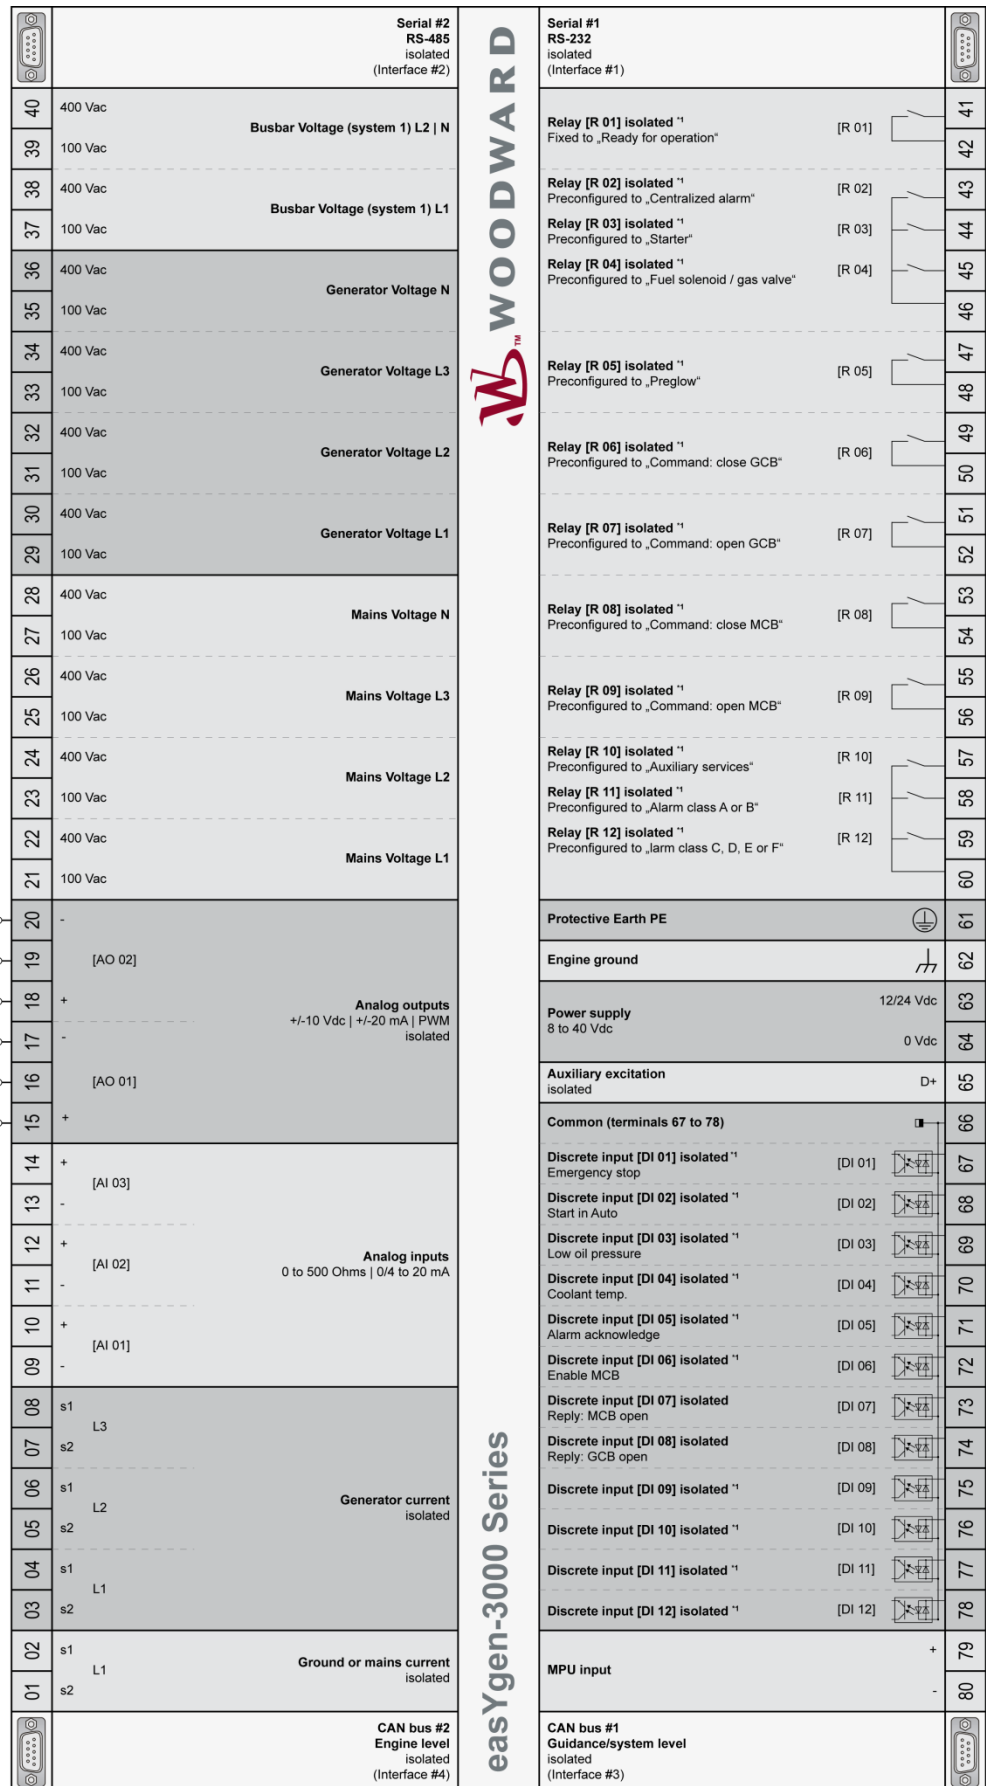 Serial #2
RS-485
isolated
(Interface #2)
40
400 Vac
Busbar Voltage (system 1) L2 | N
39
100 Vac
38
400 Vac
Busbar Voltage (system 1) L1
37
100 Vac
36
400 Vac
Generator Voltage N
35
100 Vac
34
400 Vac
Generator Voltage L3
33
100 Vac
32
400 Vac
Generator Voltage L2
31
100 Vac
30
400 Vac
Generator Voltage L1
29
100 Vac
28
400 Vac
Mains Voltage N
27
100 Vac
26
400 Vac
Mains Voltage L3
25
100 Vac
24
400 Vac
Mains Voltage L2
23
100 Vac
22
400 Vac
Mains Voltage L1
21
100 Vac
20
-
19
[AO 02]
18
+
Analog outputs
+/-10 Vdc | +/-20 mA | PWM
isolated
17
-
16
[AO 01]
15
+
14
+
[AI 03]
13
-
12
+
[AI 02]
Analog inputs
0 to 500 Ohms | 0/4 to 20 mA
11
-
10
+
[AI 01]
09
-
08
s1
L3
07
s2
06
s1
L2
Generator current
isolated
05
s2
04
s1
L1
03
s2
02
s1
L1
Ground or mains current
isolated
01
s2
CAN bus #2
Engine level
isolated
(Interface #4)
WOODWARD
W TM
easYgen-3000 Series
Serial #1
RS-232
isolated
(Interface #1)
Relay [R 01] isolated *1
Fixed to „Ready for operation“
[R 01]
41
42
Relay [R 02] isolated *1
Preconfigured to „Centralized alarm“
[R 02]
43
Relay [R 03] isolated *1
Preconfigured to „Starter“
[R 03]
44
Relay [R 04] isolated *1
Preconfigured to „Fuel solenoid / gas valve“
[R 04]
45
46
Relay [R 05] isolated *1
Preconfigured to „Preglow“
[R 05]
47
48
Relay [R 06] isolated *1
Preconfigured to „Command: close GCB“
[R 06]
49
50
Relay [R 07] isolated *1
Preconfigured to „Command: open GCB“
[R 07]
51
52
Relay [R 08] isolated *1
Preconfigured to „Command: close MCB“
[R 08]
53
54
Relay [R 09] isolated *1
Preconfigured to „Command: open MCB“
[R 09]
55
56
Relay [R 10] isolated *1
Preconfigured to „Auxiliary services“
[R 10]
57
Relay [R 11] isolated *1
Preconfigured to „Alarm class A or B“
[R 11]
58
Relay [R 12] isolated *1
Preconfigured to „larm class C, D, E or F“
[R 12]
59
60
Protective Earth PE
61
Engine ground
62
Power supply
8 to 40 Vdc
12/24 Vdc
63
0 Vdc
64
Auxiliary excitation
isolated
D+
65
Common (terminals 67 to 78)
66
Discrete input [DI 01] isolated *1
Emergency stop
[DI 01]
67
Discrete input [DI 02] isolated *1
Start in Auto
[DI 02]
68
Discrete input [DI 03] isolated *1
Low oil pressure
[DI 03]
69
Discrete input [DI 04] isolated *1
Coolant temp.
[DI 04]
70
Discrete input [DI 05] isolated *1
Alarm acknowledge
[DI 05]
71
Discrete input [DI 06] isolated *1
Enable MCB
[DI 06]
72
Discrete input [DI 07] isolated
Reply: MCB open
[DI 07]
73
Discrete input [DI 08] isolated
Reply: GCB open
[DI 08]
74
Discrete input [DI 09] isolated *1
[DI 09]
75
Discrete input [DI 10] isolated *1
[DI 10]
76
Discrete input [DI 11] isolated *1
[DI 11]
77
Discrete input [DI 12] isolated *1
[DI 12]
78
MPU input
+
79
-
80
CAN bus #1
Guidance/system level
isolated
(Interface #3)